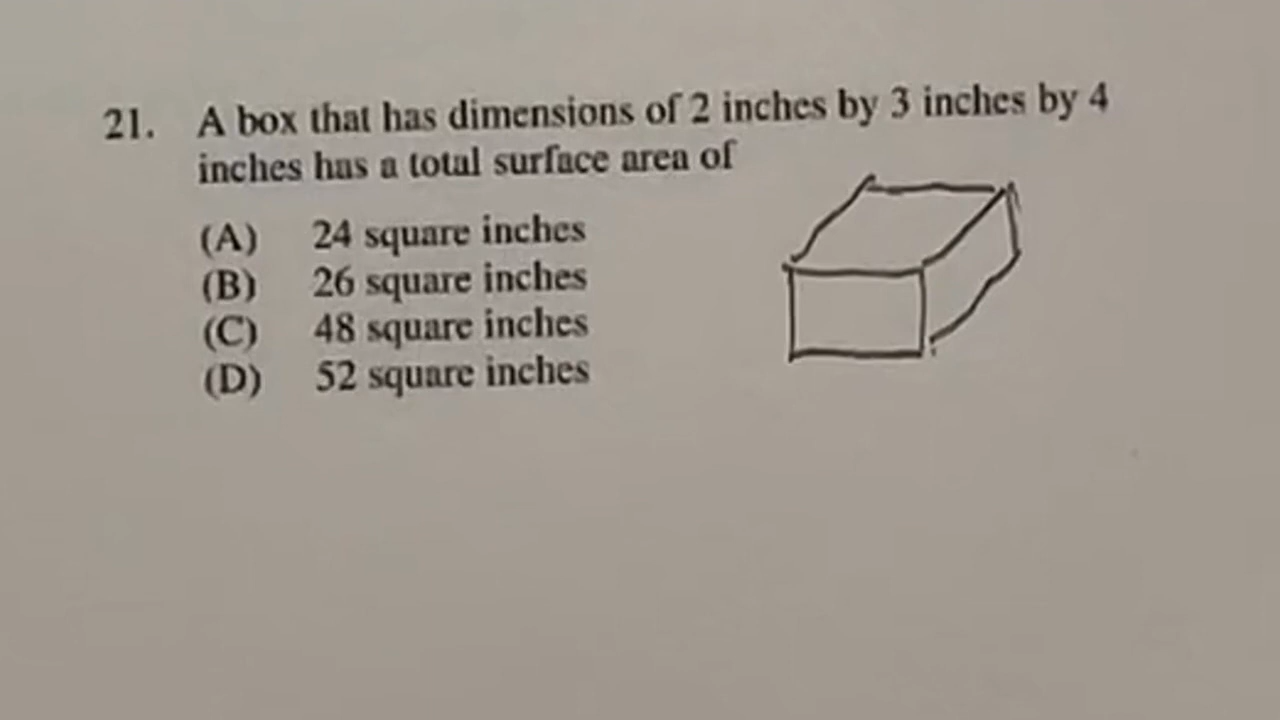 21. A box that has dimensions of 2 inches by 3 inches by 4
inches has a total surface area of
(A) 24 square inches
(B) 26 square inches
(C) 48 square inches
(D) 52 square inches